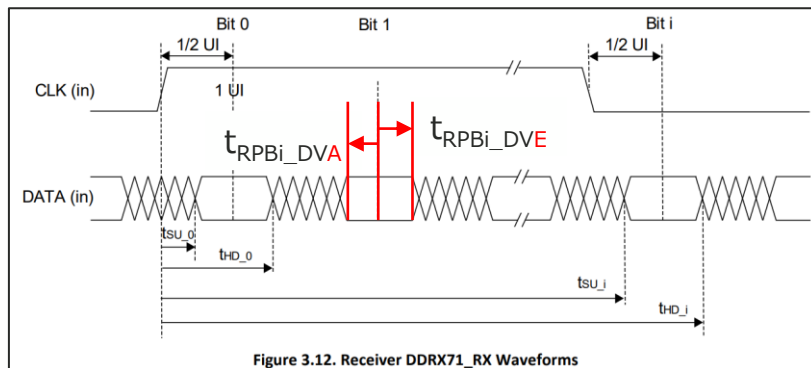 Bit 0 Bit 1 Bit i
1/2 UI 1/2 UI
CLK (in) 1 UI
tRPBi_DVA tRPBi_DVE
DATA (in)
tSU_0
tHD_0
tSU_i
tHD_i
Figure 3.12. Receiver DDRX71_RX Waveforms